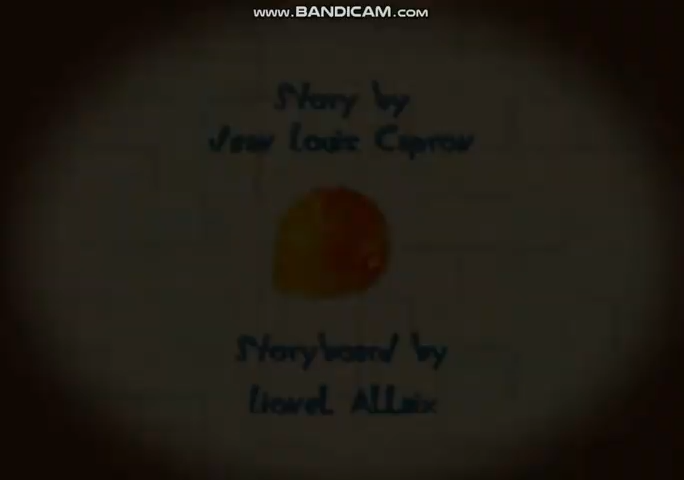 www.BANDICAM.com
Story by
Jean Louis Capron
Storyboard by
Lionel Allaix